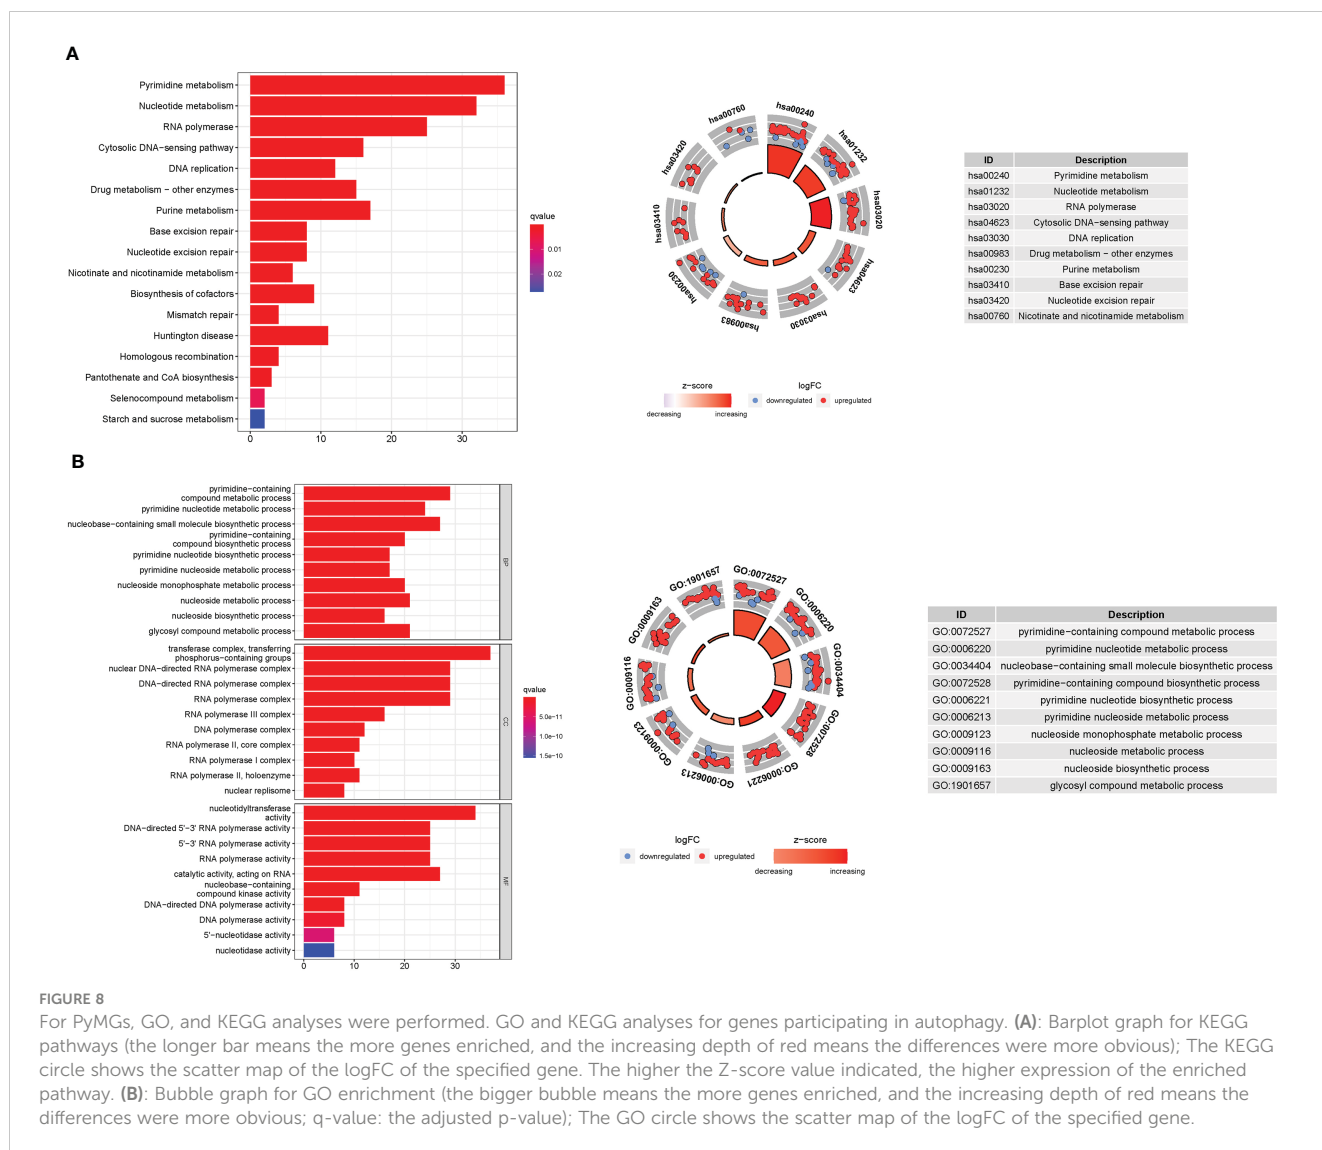 A
Pyrimidine metabolism
Nucleotide metabolism
RNA polymerase
Cytosolic DNA−sensing pathway
DNA replication
Drug metabolism − other enzymes
Purine metabolism
Base excision repair
Nucleotide excision repair
Nicotinate and nicotinamide metabolism
Biosynthesis of cofactors
Mismatch repair
Huntington disease
Homologous recombination
Pantothenate and CoA biosynthesis
Selenocompound metabolism
Starch and sucrose metabolism
0 10 20 30
qvalue
0.01
0.02
hsa00240
hsa01232
hsa03020
hsa04623
hsa03030
hsa00983
hsa00230
hsa03410
hsa03420
hsa00760
z−score
decreasing increasing
logFC
downregulated upregulated
ID Description
hsa00240 Pyrimidine metabolism
hsa01232 Nucleotide metabolism
hsa03020 RNA polymerase
hsa04623 Cytosolic DNA−sensing pathway
hsa03030 DNA replication
hsa00983 Drug metabolism − other enzymes
hsa00230 Purine metabolism
hsa03410 Base excision repair
hsa03420 Nucleotide excision repair
hsa00760 Nicotinate and nicotinamide metabolism
B
pyrimidine−containing
compound metabolic process
pyrimidine nucleotide metabolic process
nucleobase−containing small molecule biosynthetic process
pyrimidine−containing
compound biosynthetic process
pyrimidine nucleotide biosynthetic process
pyrimidine nucleoside metabolic process
nucleoside monophosphate metabolic process
nucleoside metabolic process
nucleoside biosynthetic process
glycosyl compound metabolic process
BP
transferase complex, transferring
phosphorus−containing groups
nuclear DNA−directed RNA polymerase complex
DNA−directed RNA polymerase complex
RNA polymerase complex
RNA polymerase III complex
DNA polymerase complex
RNA polymerase II, core complex
RNA polymerase I complex
RNA polymerase II, holoenzyme
nuclear replisome
CC
nucleotidyltransferase
activity
DNA−directed 5'−3' RNA polymerase activity
5'−3' RNA polymerase activity
RNA polymerase activity
catalytic activity, acting on RNA
nucleobase−containing
compound kinase activity
DNA−directed DNA polymerase activity
DNA polymerase activity
5'−nucleotidase activity
nucleotidase activity
MF
0 10 20 30
qvalue
5.0e−11
1.0e−10
1.5e−10
GO:0072527
GO:0006220
GO:0034404
GO:0072528
GO:0006221
GO:0006213
GO:0009123
GO:0009116
GO:0009163
GO:1901657
logFC
downregulated upregulated
z−score
decreasing increasing
ID Description
GO:0072527 pyrimidine−containing compound metabolic process
GO:0006220 pyrimidine nucleotide metabolic process
GO:0034404 nucleobase−containing small molecule biosynthetic process
GO:0072528 pyrimidine−containing compound biosynthetic process
GO:0006221 pyrimidine nucleotide biosynthetic process
GO:0006213 pyrimidine nucleoside metabolic process
GO:0009123 nucleoside monophosphate metabolic process
GO:0009116 nucleoside metabolic process
GO:0009163 nucleoside biosynthetic process
GO:1901657 glycosyl compound metabolic process
FIGURE 8
For PyMGs, GO, and KEGG analyses were performed. GO and KEGG analyses for genes participating in autophagy. (A): Barplot graph for KEGG
pathways (the longer bar means the more genes enriched, and the increasing depth of red means the differences were more obvious); The KEGG
circle shows the scatter map of the logFC of the specified gene. The higher the Z-score value indicated, the higher expression of the enriched
pathway. (B): Bubble graph for GO enrichment (the bigger bubble means the more genes enriched, and the increasing depth of red means the
differences were more obvious; q-value: the adjusted p-value); The GO circle shows the scatter map of the logFC of the specified gene.